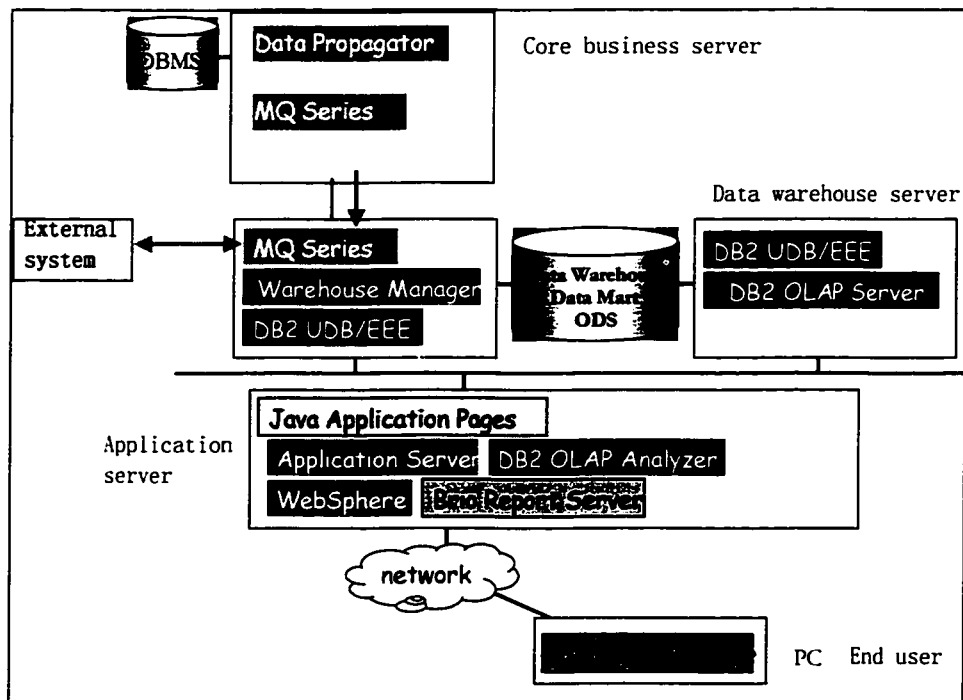 DBMS
Data Propagator
MQ Series
Core business server
Data warehouse server
External
system
MQ Series
Warehouse Manager
DB2 UDB/EEE
Data Mart
ODS
DB2 UDB/EEE
DB2 OLAP Server
Application
server
Java Application Pages
Application Server
DB2 OLAP Analyzer
WebSphere
Report Server
network
PC End user